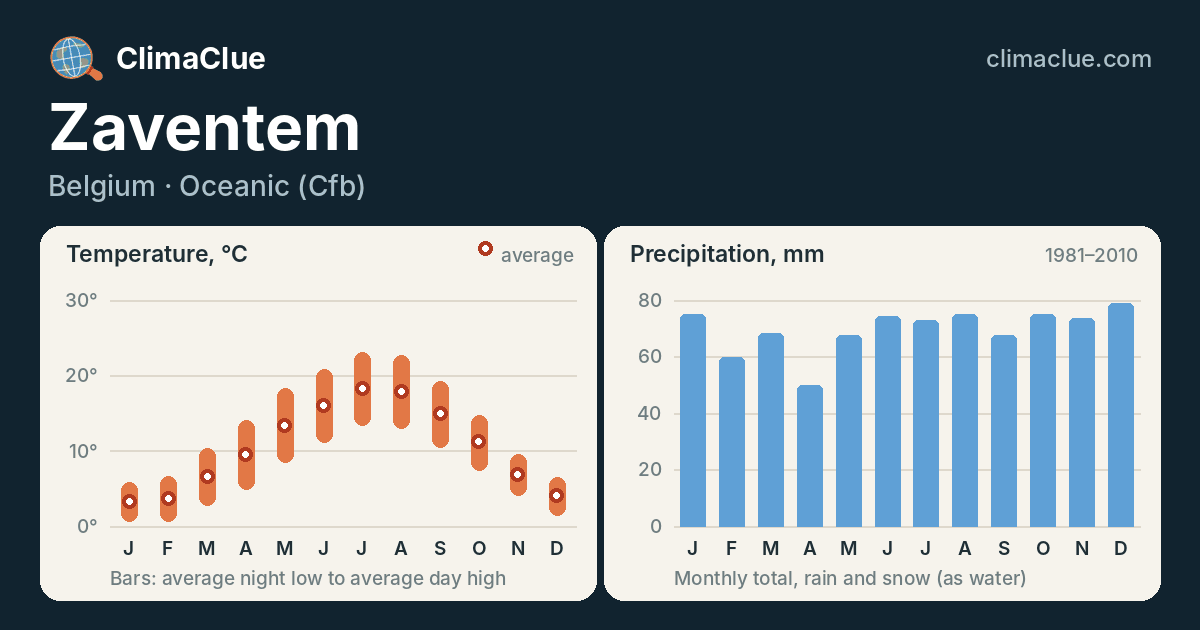 ClimaClue
climaclue.com
Zaventem
Belgium · Oceanic (Cfb)
Temperature, °C
average
30°
20°
10°
0°
J F M A M J J A S O N D
Bars: average night low to average day high
Precipitation, mm
1981–2010
80
60
40
20
0
J F M A M J J A S O N D
Monthly total, rain and snow (as water)